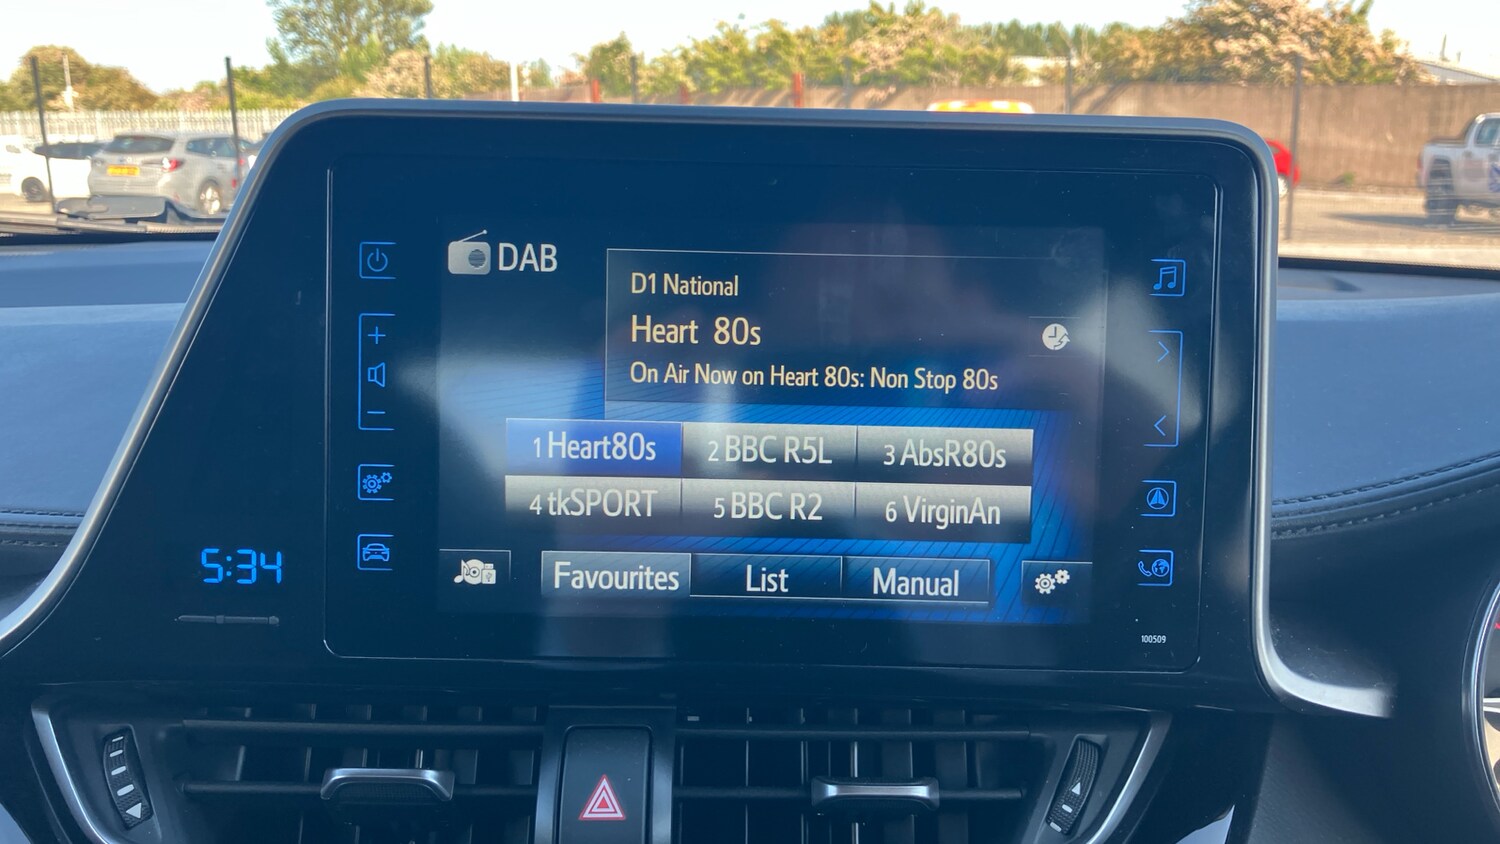 DAB
D1 National
Heart 80s
On Air Now on Heart 80s: Non Stop 80s
1 Heart80s
2 BBC R5L
3 AbsR80s
4 tkSPORT
5 BBC R2
6 VirginAn
Favourites
List
Manual
5:34
100509